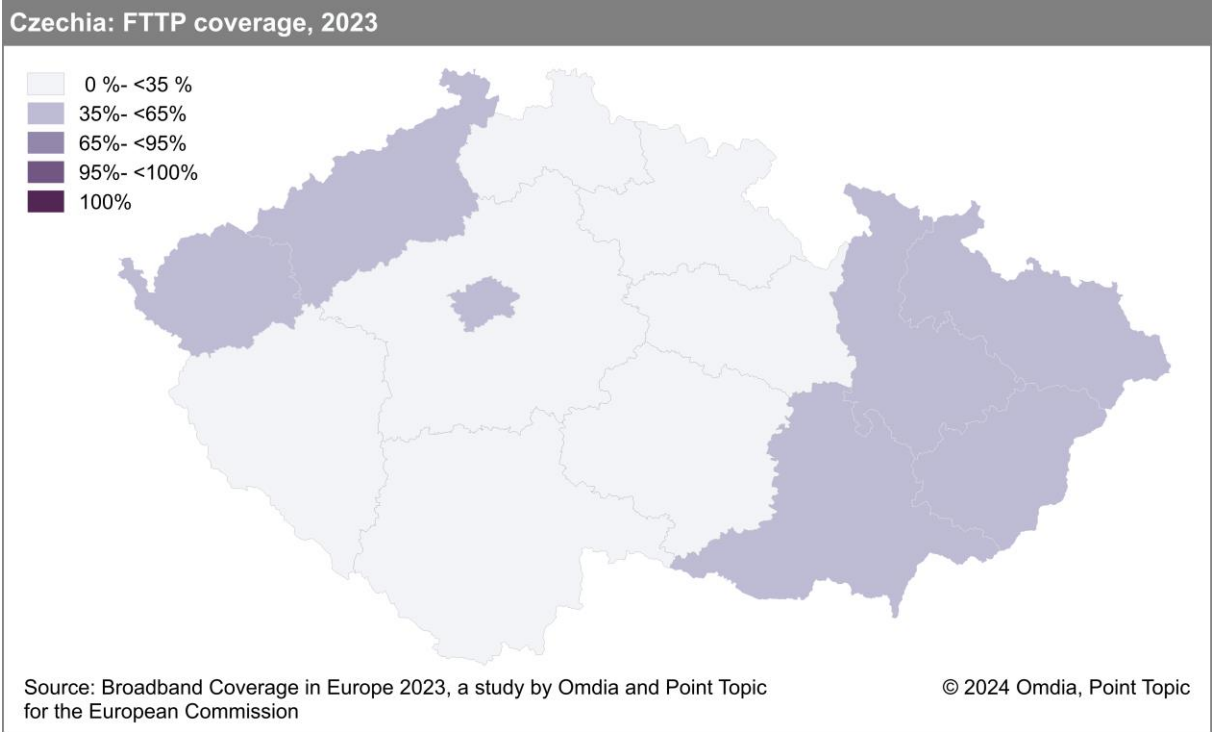 Czechia: FTTP coverage, 2023
0 %- <35 %
35%- <65%
65%- <95%
95%- <100%
100%
Source: Broadband Coverage in Europe 2023, a study by Omdia and Point Topic
for the European Commission
© 2024 Omdia, Point Topic